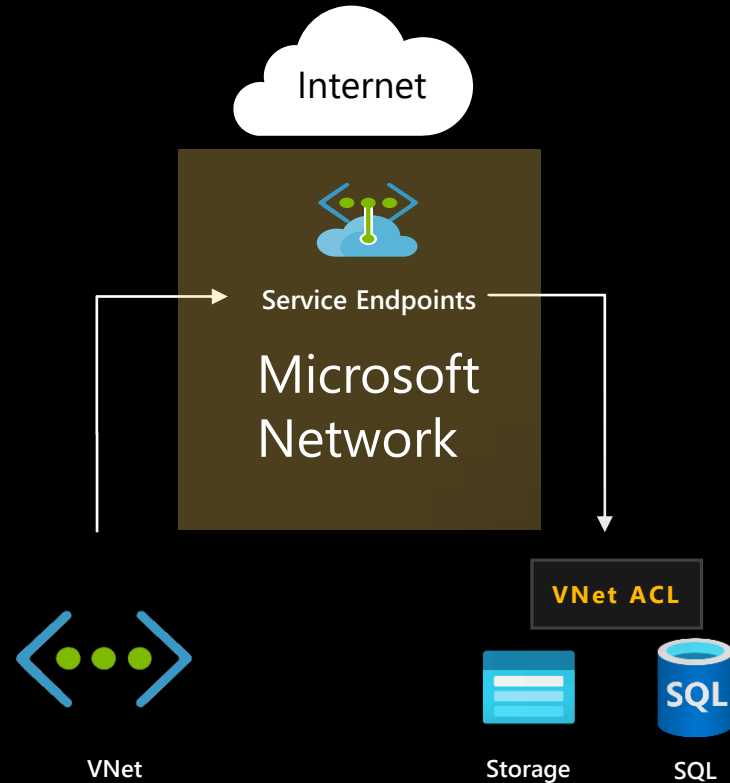 Internet
Service Endpoints
Microsoft
Network
VNet ACL
SQL
VNet
Storage
SQL